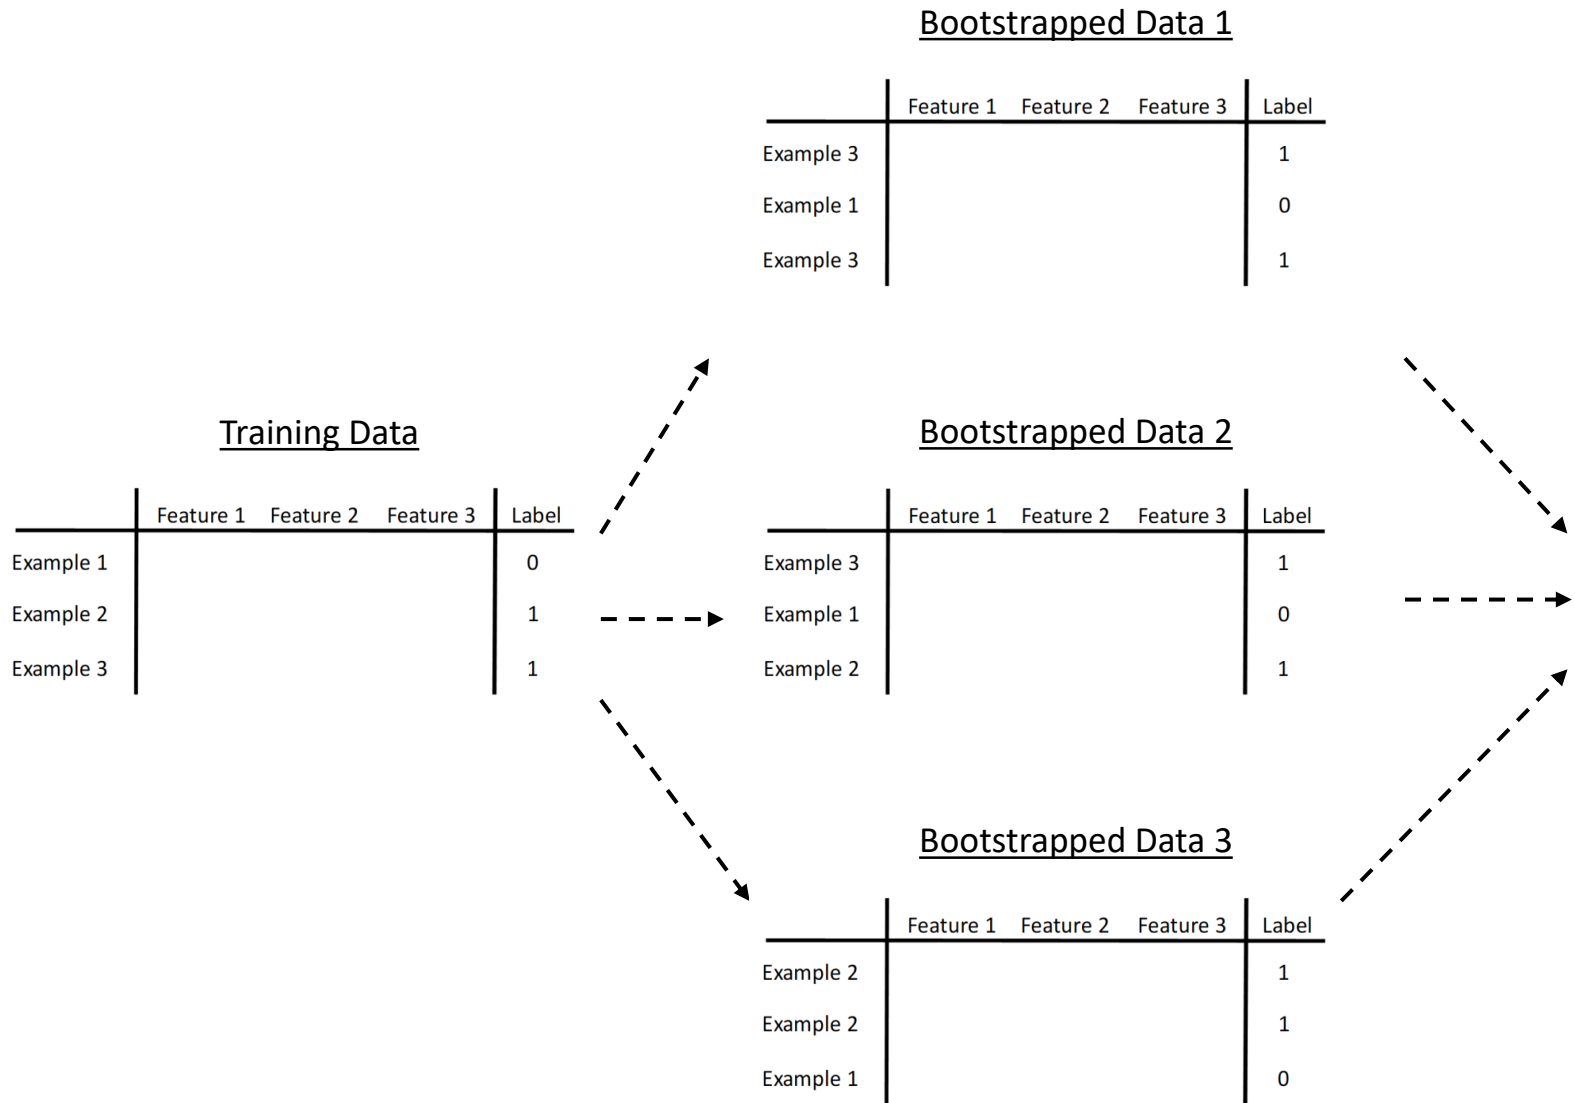 Bootstrapped Data 1
Feature 1 Feature 2 Feature 3 Label
Example 3 1
Example 1 0
Example 3 1
Training Data
Feature 1 Feature 2 Feature 3 Label
Example 1 0
Example 2 1
Example 3 1
Bootstrapped Data 2
Feature 1 Feature 2 Feature 3 Label
Example 3 1
Example 1 0
Example 2 1
Bootstrapped Data 3
Feature 1 Feature 2 Feature 3 Label
Example 2 1
Example 2 1
Example 1 0